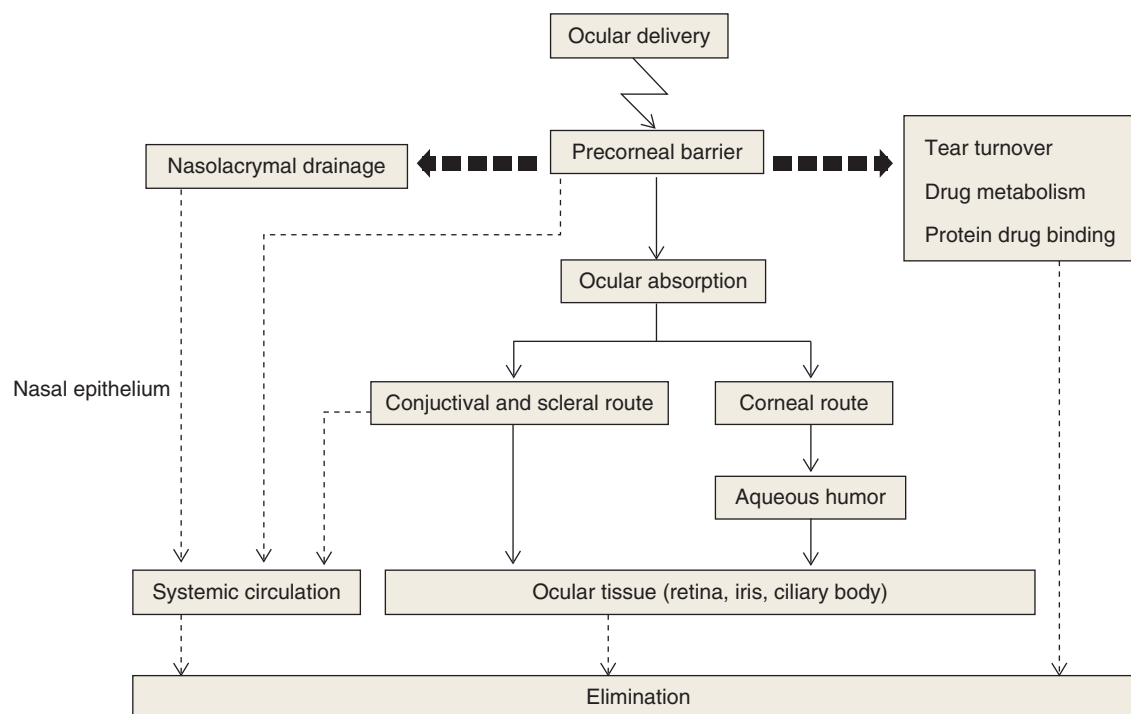 Ocular delivery
Nasolacrymal drainage
Precorneal barrier
Tear turnover
Drug metabolism
Protein drug binding
Ocular absorption
Nasal epithelium
Conjuctival and scleral route
Corneal route
Aqueous humor
Systemic circulation
Ocular tissue (retina, iris, ciliary body)
Elimination